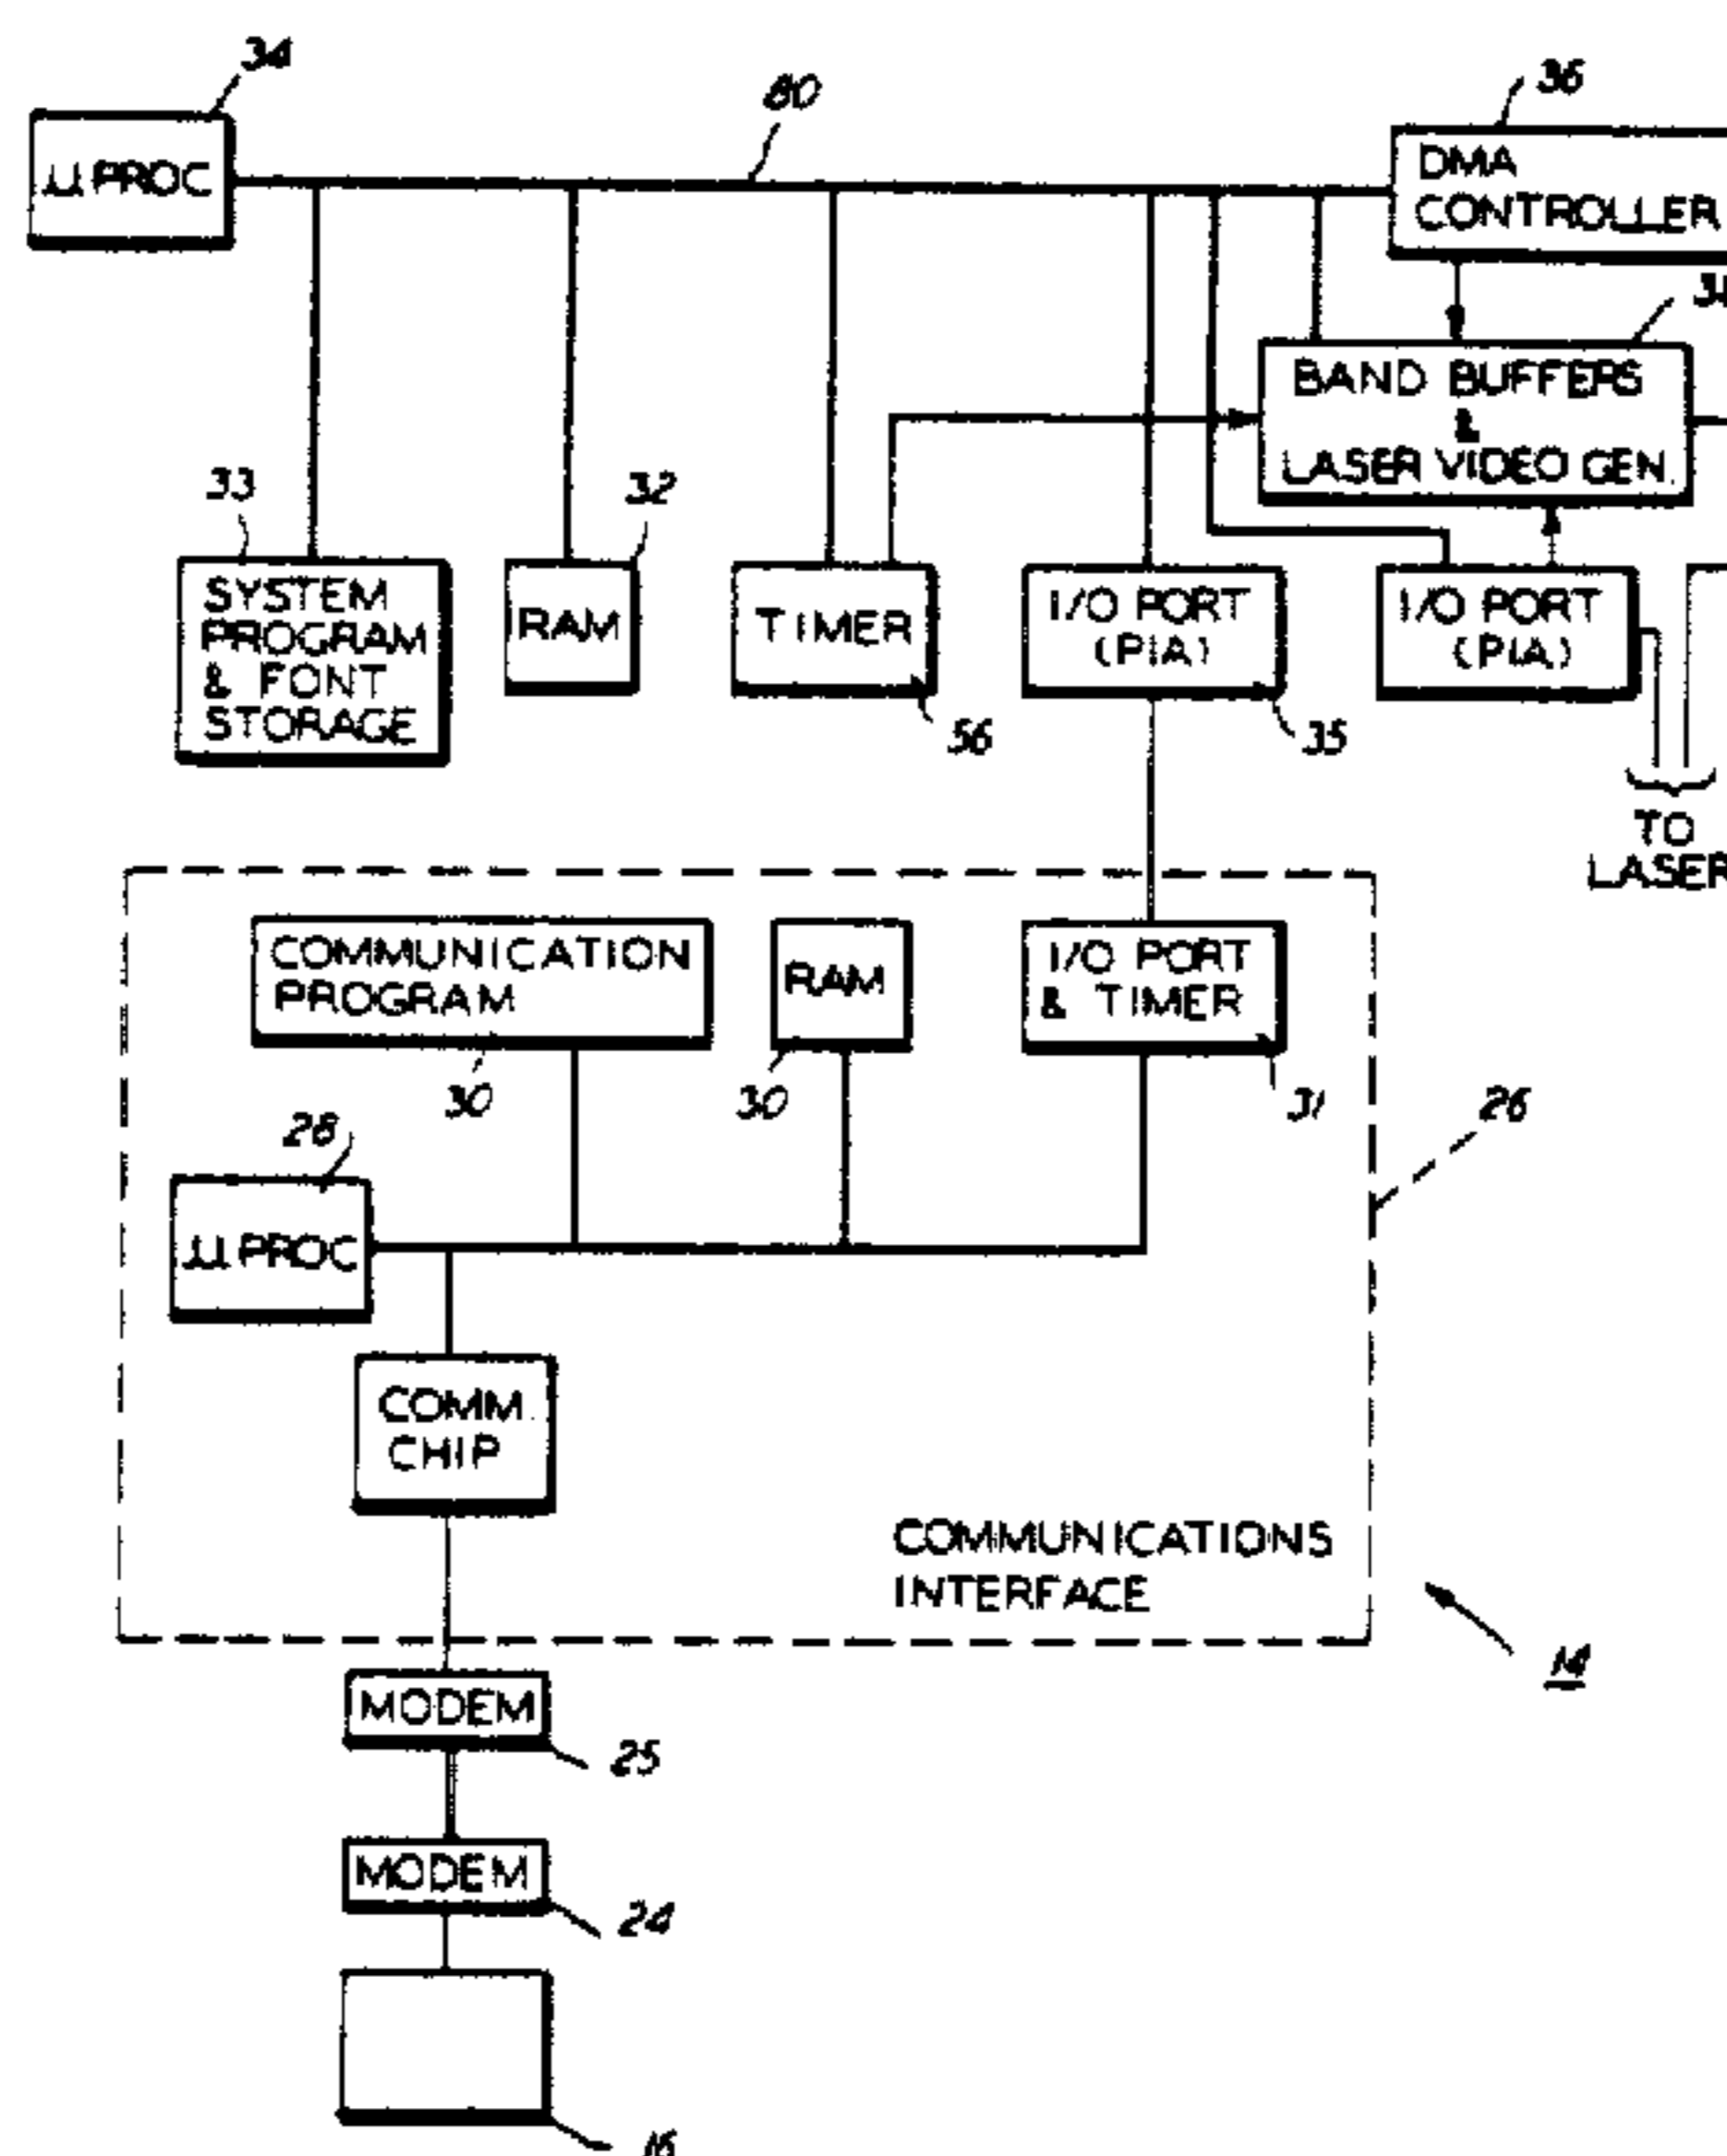 34
80
36
µ PROC
DMA
CONTROLLER
BAND BUFFERS
&
LASER VIDEO GEN.
33
32
SYSTEM
PROGRAM
& FONT
STORAGE
RAM
TIMER
I/O PORT
(PIA)
I/O PORT
(PIA)
56
35
TO
LASER
COMMUNICATION
PROGRAM
RAM
I/O PORT
& TIMER
30
30
31
26
28
µ PROC
COMM.
CHIP
COMMUNICATIONS
INTERFACE
14
MODEM
25
MODEM
24
16